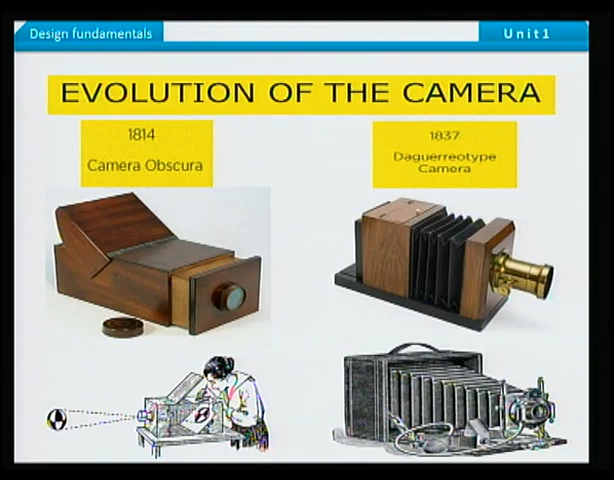 Design fundamentals
Unit1
EVOLUTION OF THE CAMERA
1814
Camera Obscura
1837
Daguerreotype
Camera